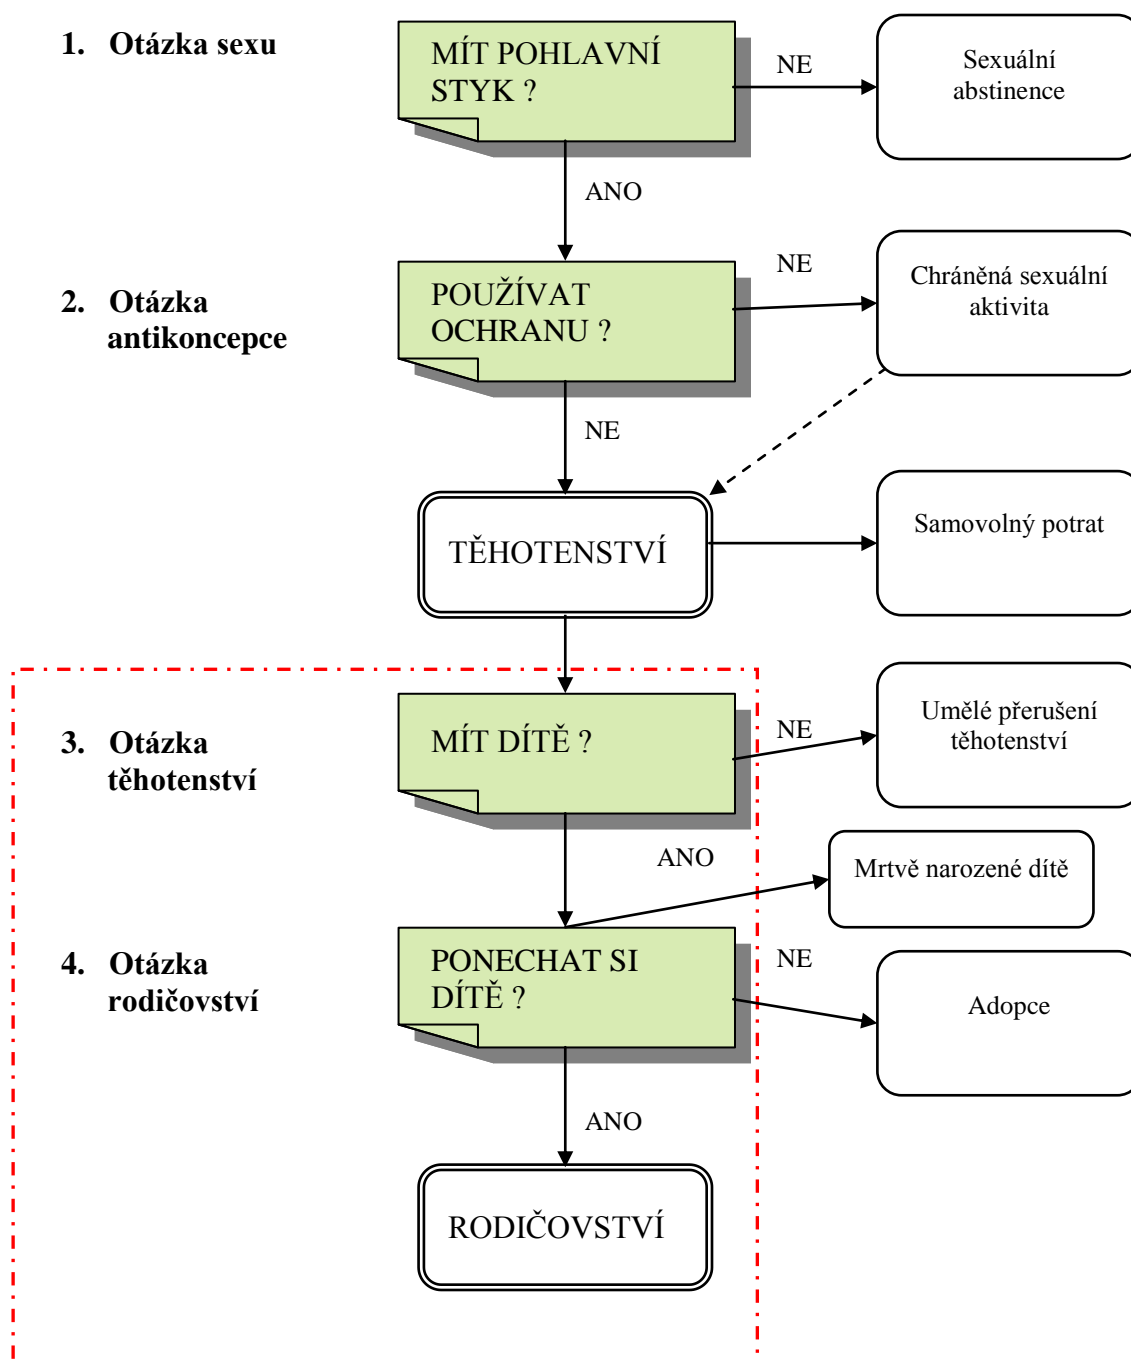 1. Otázka sexu
MÍT POHLAVNÍ
STYK ?
NE
Sexuální
abstinence
ANO
2. Otázka
antikoncepce
POUŽÍVAT
OCHRANU ?
NE
Chráněná sexuální
aktivita
NE
TĚHOTENSTVÍ
Samovolný potrat
3. Otázka
těhotenství
MÍT DÍTĚ ?
NE
Umělé přerušení
těhotenství
ANO
Mrtvě narozené dítě
4. Otázka
rodičovství
PONECHAT SI
DÍTĚ ?
NE
Adopce
ANO
RODIČOVSTVÍ